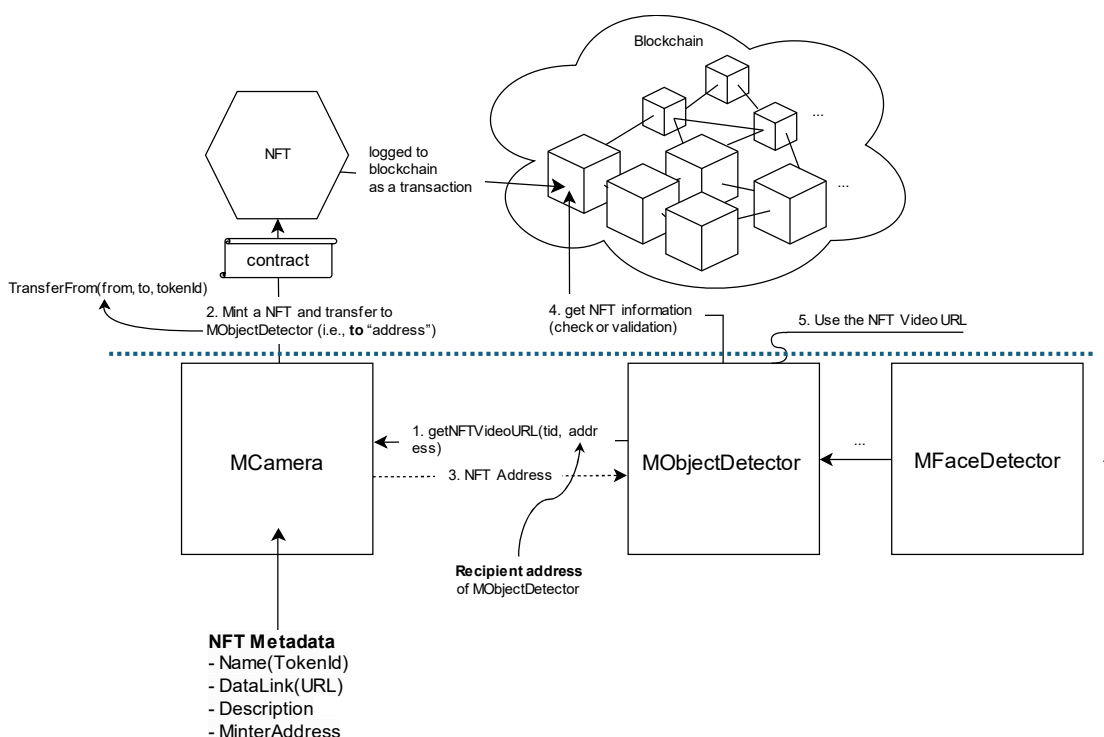 Blockchain
...
NFT
logged to
blockchain
as a transaction
...
contract
TransferFrom(from, to, tokenId)
2. Mint a NFT and transfer to
MObjectDetector (i.e., to “address”)
4. get NFT information
(check or validation)
5. Use the NFT Video URL
MCamera
1. getNFTVideoURL(tid, addr
ess)
3. NFT Address
MObjectDetector
...
MFaceDetector
Recipient address
of MObjectDetector
NFT Metadata
- Name(TokenId)
- DataLink(URL)
- Description
- MinterAddress